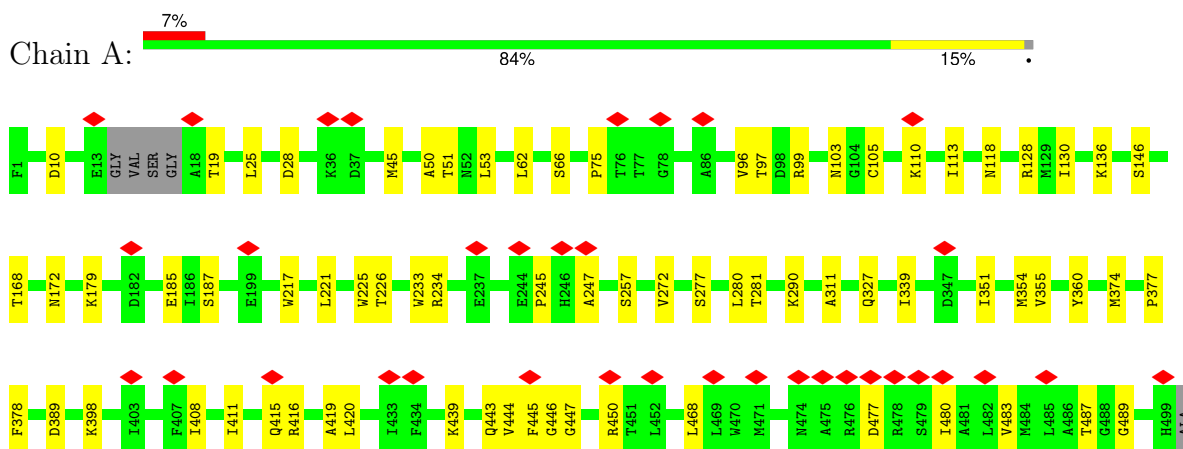 7%
Chain A:
84% 15% •
F1 D10 E13 GLY VAL SER GLY A18 T19 L25 D28 K36 D37 M45 A50 T51 N52 L53 L62 S66 P75 T76 T77 G78 A86 V96 T97 D98 R99 N103 G104 C105 K110 I113 N118 R128 M129 I130 K136 S146
T168 N172 K179 D182 E185 I186 S187 E199 W217 L221 W225 T226 W233 R234 E237 E244 P245 H246 A247 S257 V272 S277 L280 T281 K290 A311 Q327 I339 D347 I351 M354 V355 Y360 M374 P377
F378 D389 K398 I403 F407 I408 I411 Q415 R416 A419 L420 I433 F434 K439 Q443 V444 F445 G446 G447 R450 T451 L452 L468 L469 W470 M471 N474 A475 R476 D477 R478 S479 I480 A481 L482 V483 M484 L485 A486 T487 G488 G489 H499 ALA